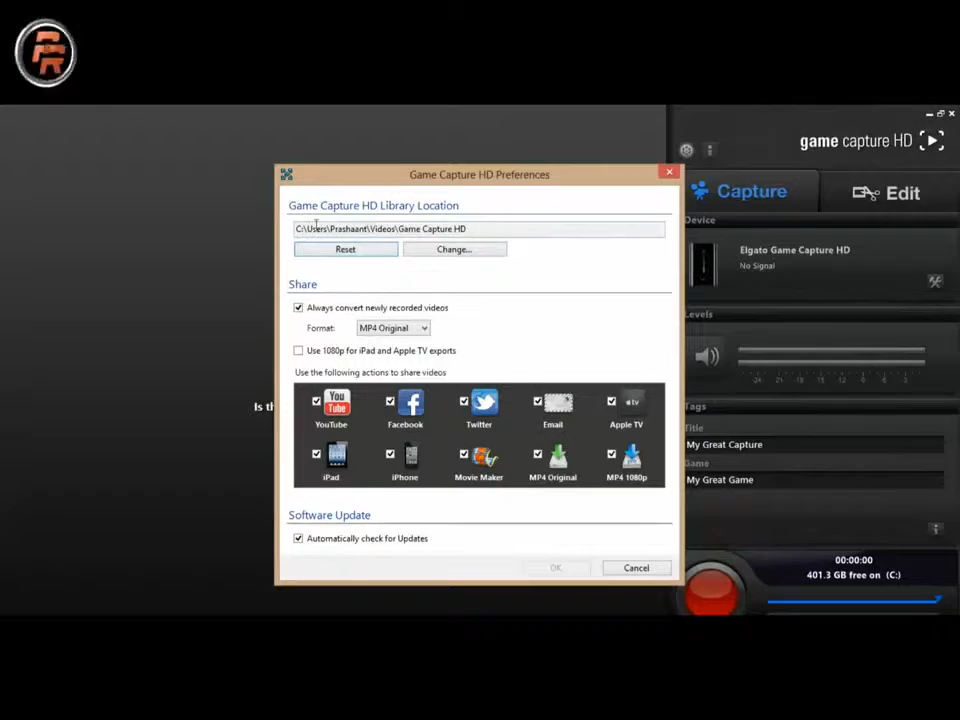 game capture HD
Game Capture HD Preferences
Game Capture HD Library Location
C:\Users\Prashaant\Videos\Game Capture HD
Reset
Change...
Share
Always convert newly recorded videos
Format:
MP4 Original
Use 1080p for iPad and Apple TV exports
Use the following actions to share videos
You
Tube
tv
YouTube
Facebook
Twitter
Email
Apple TV
iPad
iPhone
Movie Maker
MP4 Original
MP4 1080p
Software Update
Automatically check for Updates
OK
Cancel
Is th
Capture
Edit
Device
Elgato Game Capture HD
No Signal
Levels
Tags
Title
My Great Capture
Game
My Great Game
00:00:00
401.3 GB free on (C:)